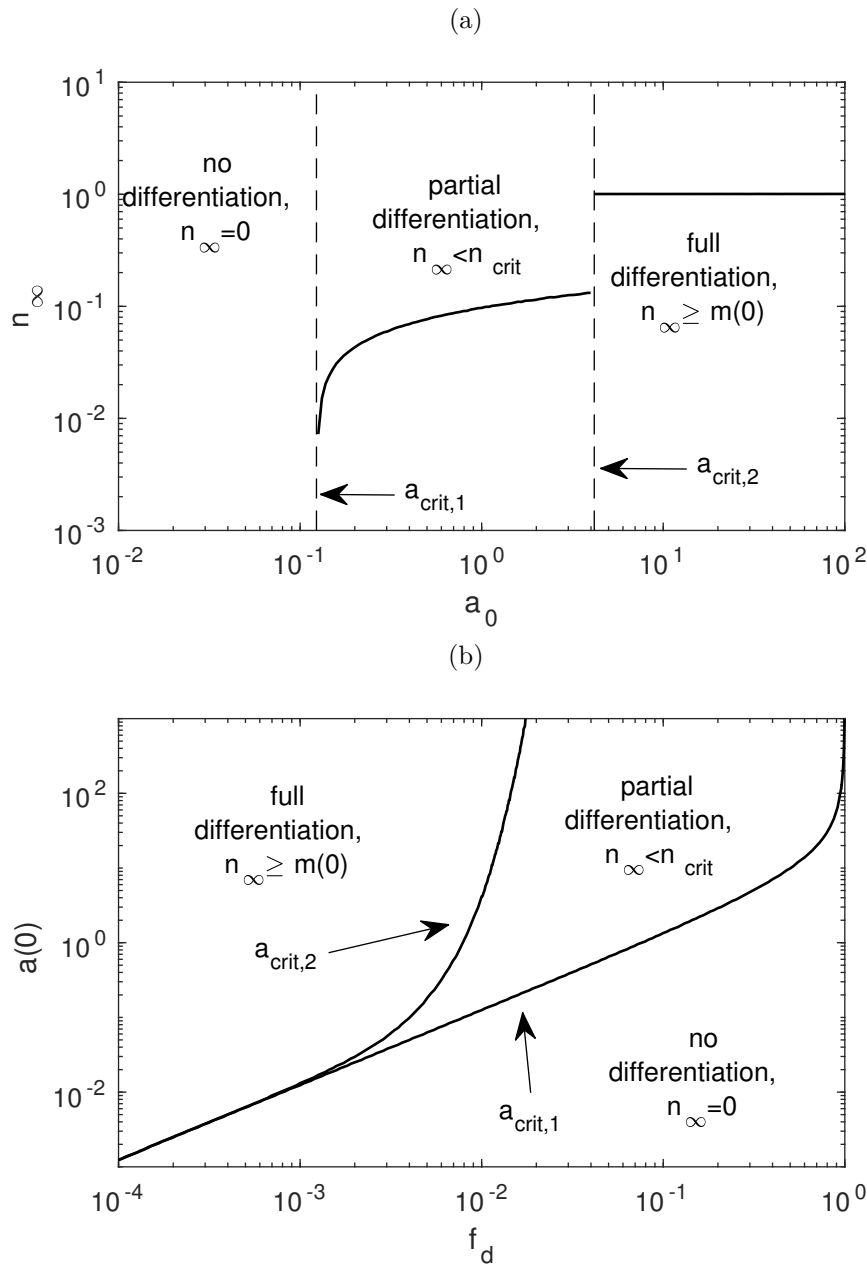 (a)
10^1
10^0
10^-1
10^-2
10^-3
n_∞
no
differentiation,
n_∞=0
partial
differentiation,
n_∞<n_crit
full
differentiation,
n_∞≥ m(0)
a_crit,1
a_crit,2
10^-2
10^-1
10^0
10^1
10^2
a_0
(b)
10^2
10^0
10^-2
a(0)
full
differentiation,
n_∞≥ m(0)
partial
differentiation,
n_∞<n_crit
a_crit,2
no
differentiation,
n_∞=0
a_crit,1
10^-4
10^-3
10^-2
10^-1
10^0
f_d